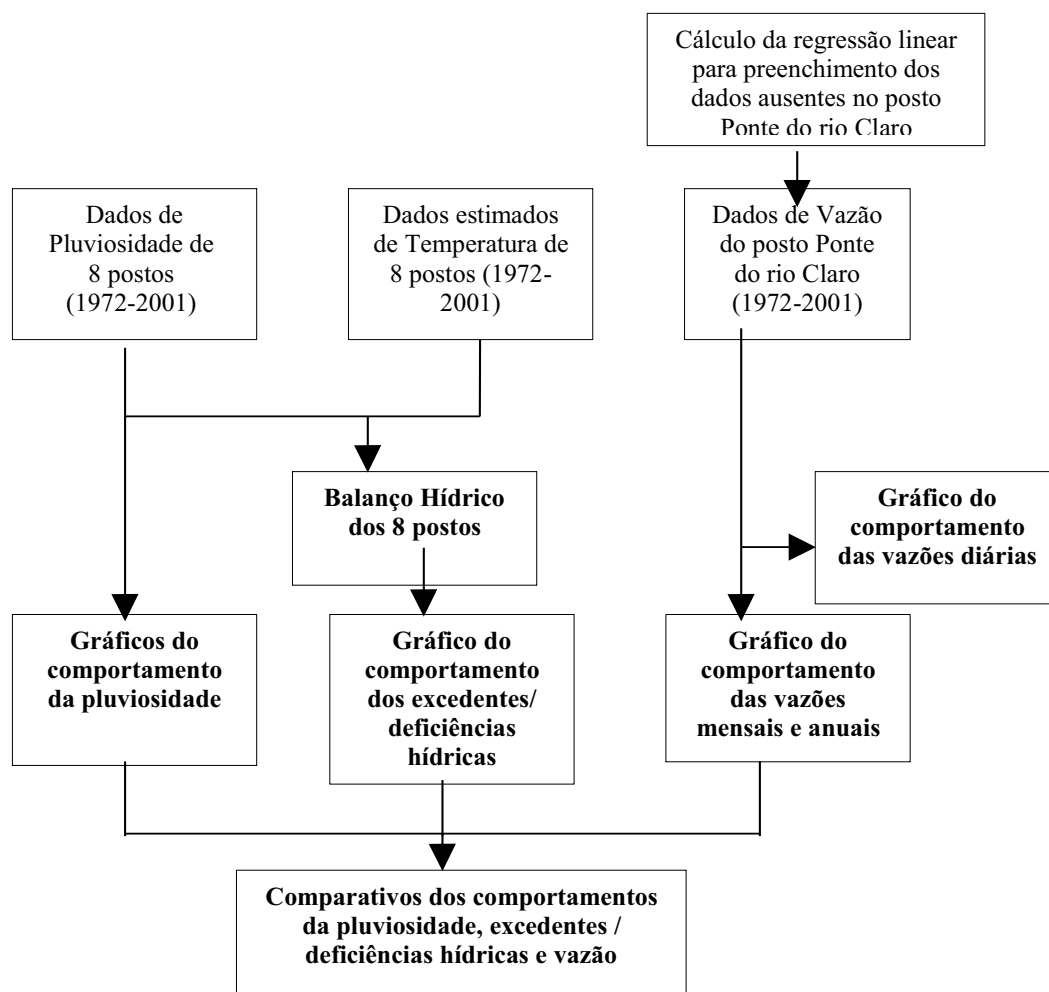 Cálculo da regressão linear
para preenchimento dos
dados ausentes no posto
Ponte do rio Claro
Dados de
Pluviosidade de
8 postos
(1972-2001)
Dados estimados
de Temperatura de
8 postos (1972-
2001)
Dados de Vazão
do posto Ponte
do rio Claro
(1972-2001)
Balanço Hídrico
dos 8 postos
Gráfico do
comportamento
das vazões diárias
Gráficos do
comportamento
da pluviosidade
Gráfico do
comportamento
dos excedentes/
deficiências
hídricas
Gráfico do
comportamento
das vazões
mensais e anuais
Comparativos dos comportamentos
da pluviosidade, excedentes /
deficiências hídricas e vazão